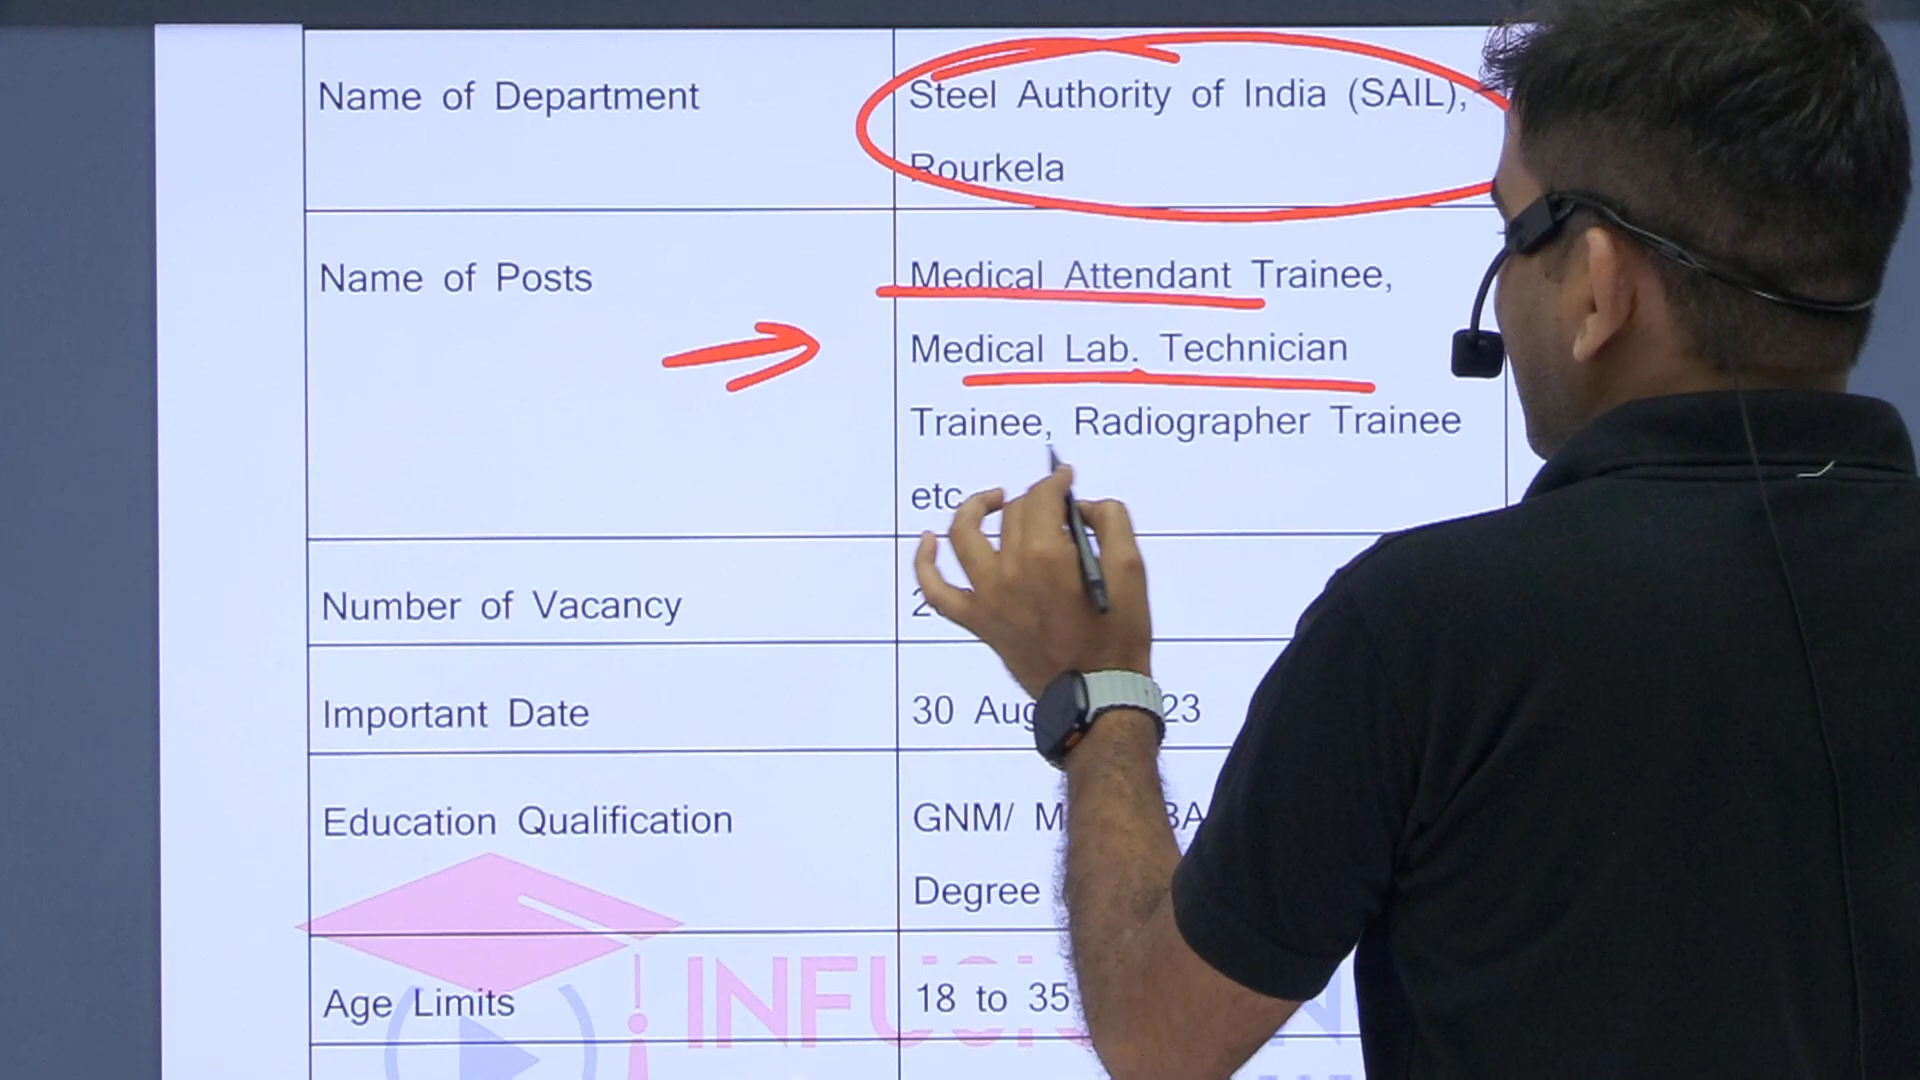 Name of Department
Steel Authority of India (SAIL),
Rourkela
Name of Posts
Medical Attendant Trainee,
Medical Lab. Technician
Trainee, Radiographer Trainee
etc
Number of Vacancy
Important Date
30
23
Education Qualification
GNM/
Degree
Age Limits
18 to 35